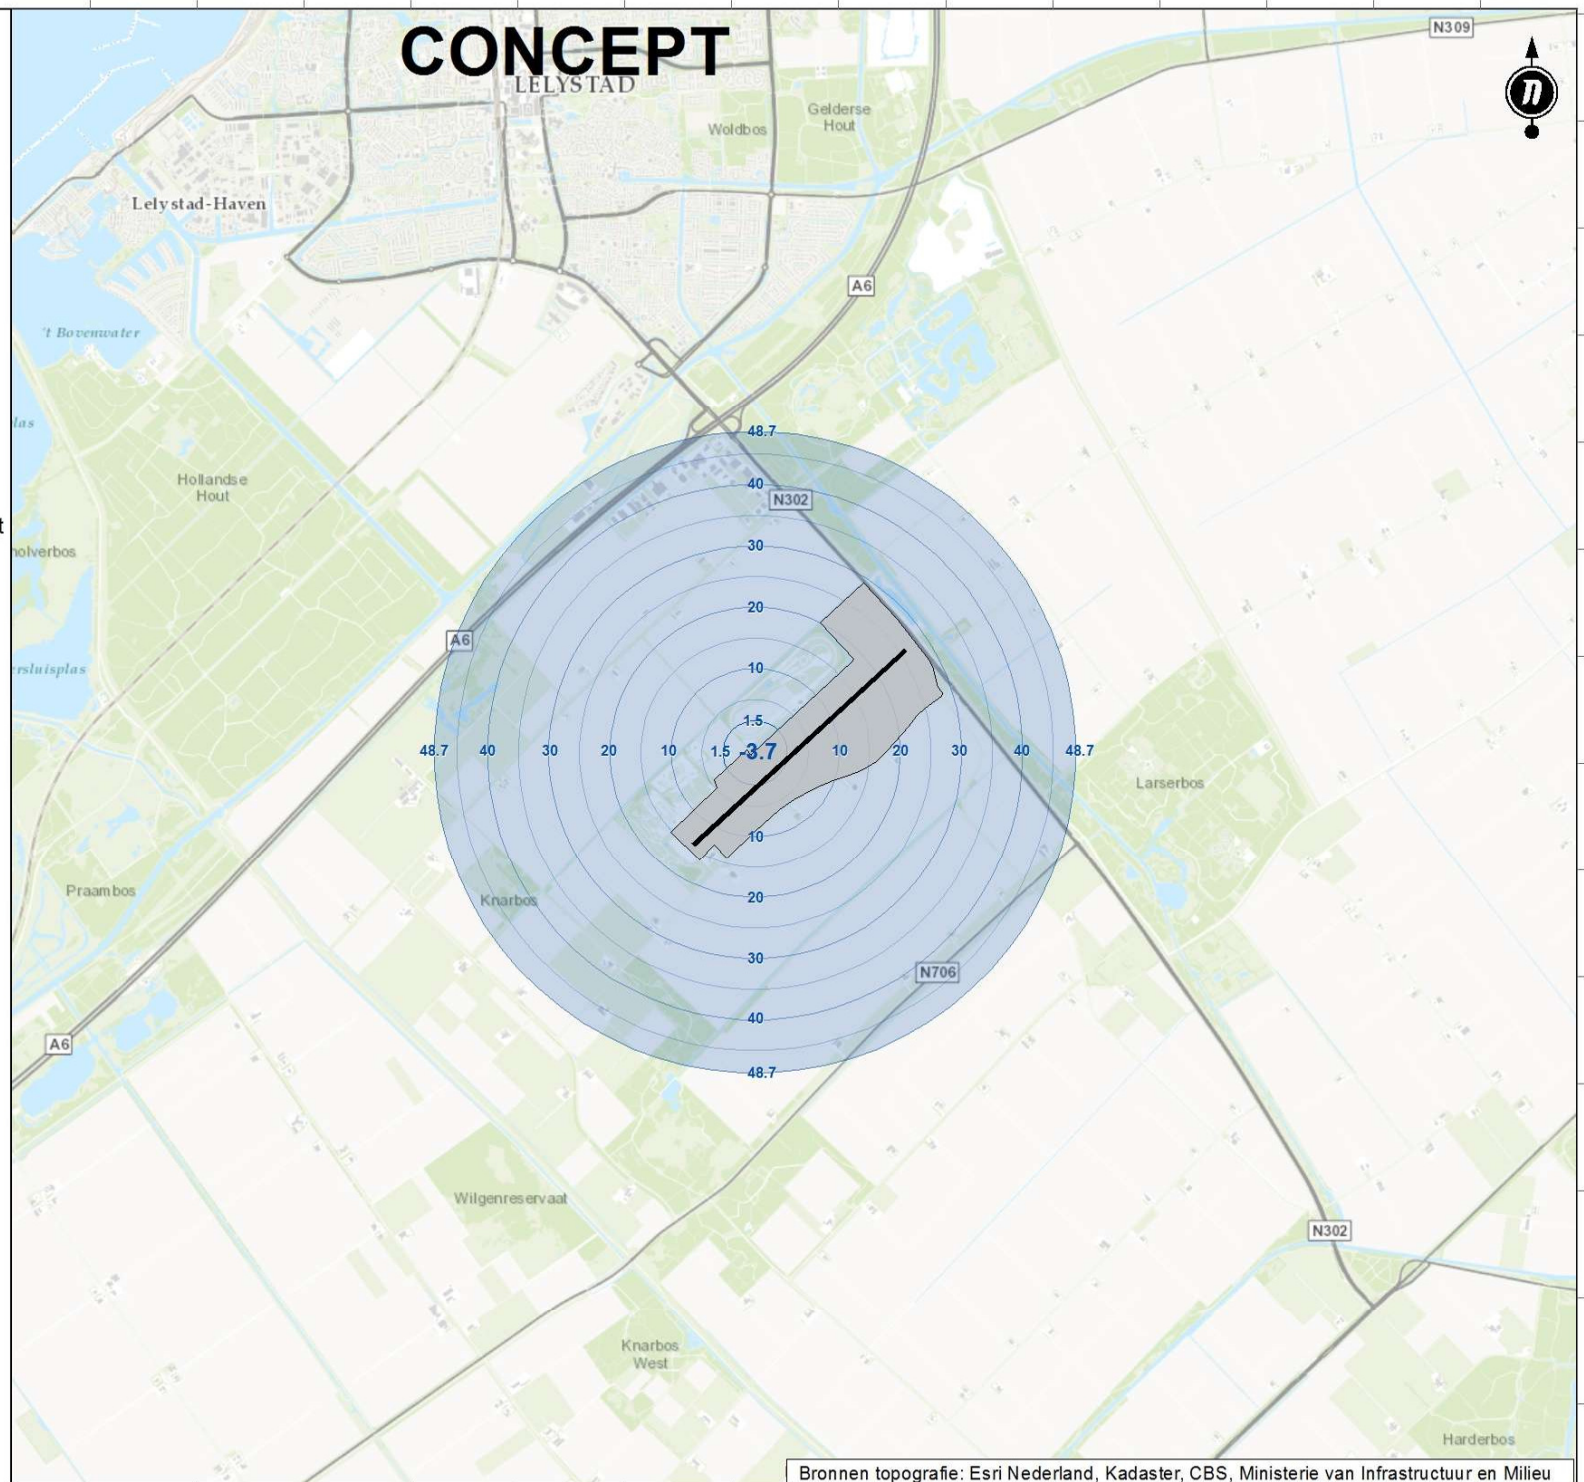 CONCEPT
N309
LELYSTAD
Gelderse
Hout
Woldbos
Lelystad-Haven
A6
't Bovenwater
las
48.7
Hollandse
Hout
40
N302
t
holverbos
30
20
A6
ersluisplas
10
1.5
48.7 40 30 20 10 1.5 -3.7 10 20 30 40 48.7
Larserbos
10
Praambos
Knarbos
20
30
N706
40
A6
48.7
Wilgenreservaat
N302
Knarbos
West
Harderbos
Bronnen topografie: Esri Nederland, Kadaster, CBS, Ministerie van Infrastructuur en Milieu